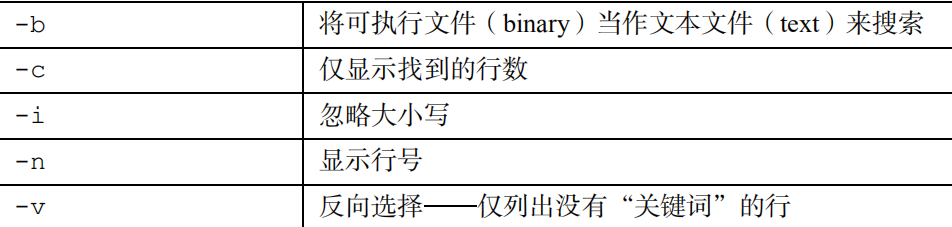 -b 将可执行文件（binary）当作文本文件（text）来搜索
-c 仅显示找到的行数
-i 忽略大小写
-n 显示行号
-v 反向选择——仅列出没有“关键词”的行